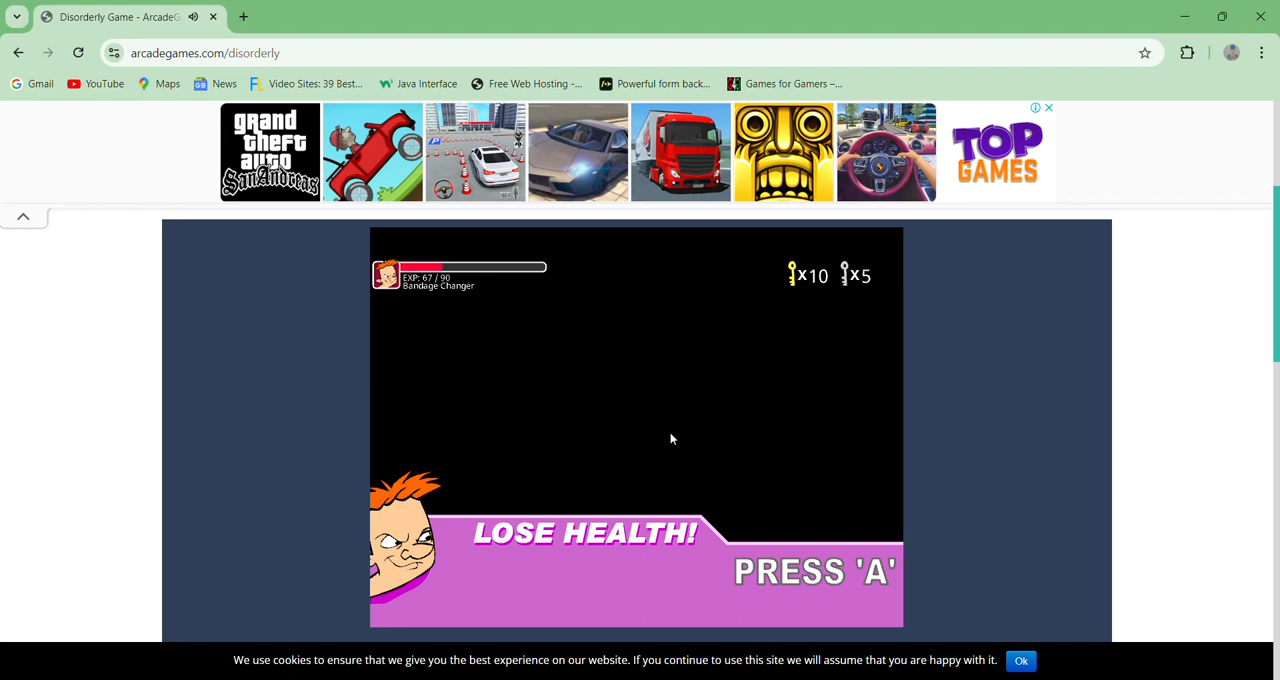 Disorderly Game - ArcadeG
arcadegames.com/disorderly
Gmail YouTube Maps News Video Sites: 39 Best... Java Interface Free Web Hosting -... Powerful form back... Games for Gamers –...
grand
theft
auto
San Andreas
TOP
GAMES
x10 x5
EXP: 67 / 90
Bandage Changer
LOSE HEALTH!
PRESS 'A'
We use cookies to ensure that we give you the best experience on our website. If you continue to use this site we will assume that you are happy with it. Ok